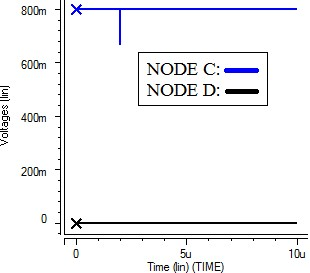 800m
600m
400m
200m
0
Voltages (lin)
NODE C:
NODE D:
0
5u
10u
Time (lin) (TIME)